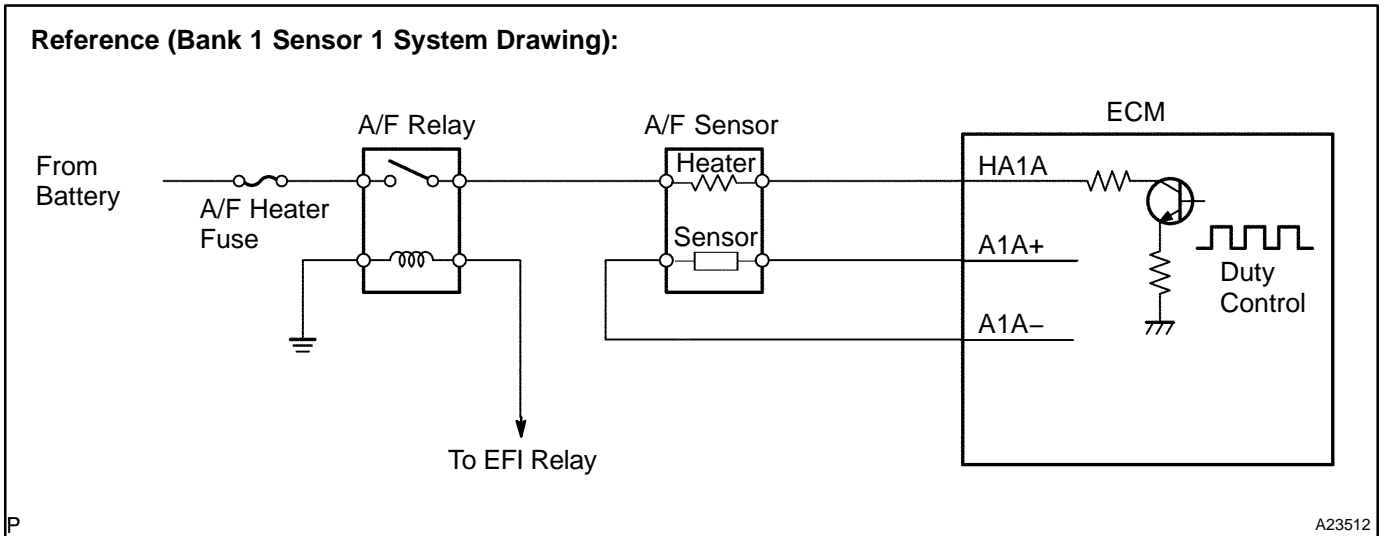 Reference (Bank 1 Sensor 1 System Drawing):
ECM
A/F Relay
A/F Sensor
From
Battery
Heater
HA1A
A/F Heater
Fuse
Sensor
A1A+
Duty
Control
A1A−
To EFI Relay
P
A23512